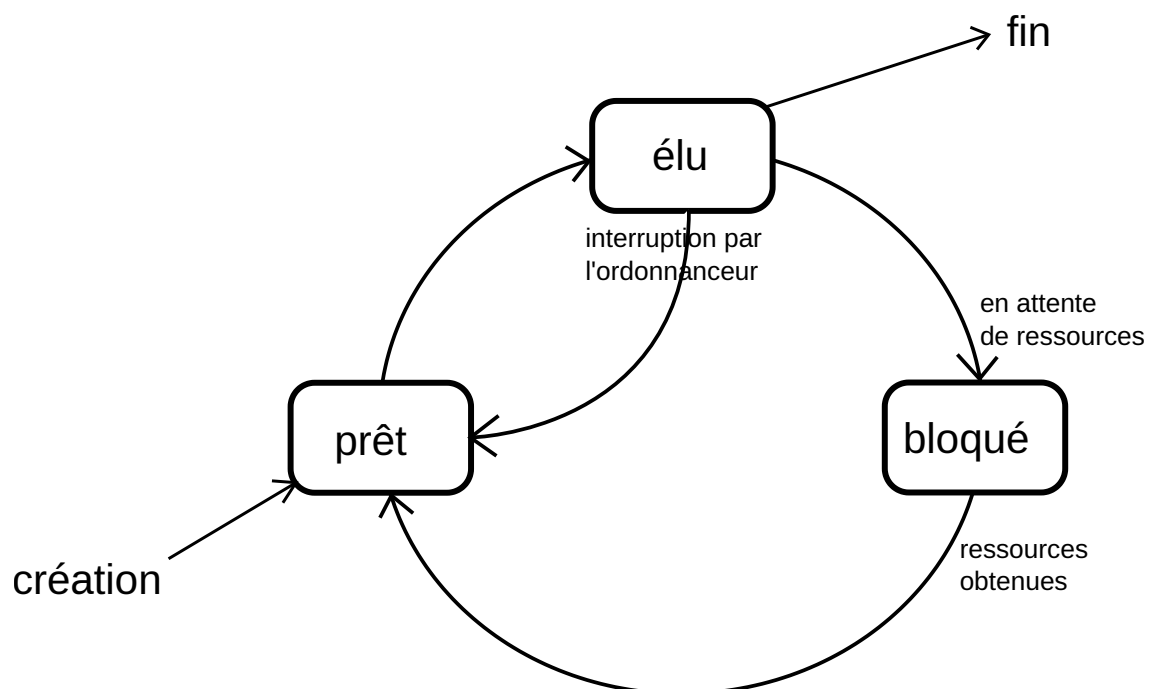 fin
élu
interruption par
l'ordonnanceur
en attente
de ressources
prêt
bloqué
ressources
obtenues
création